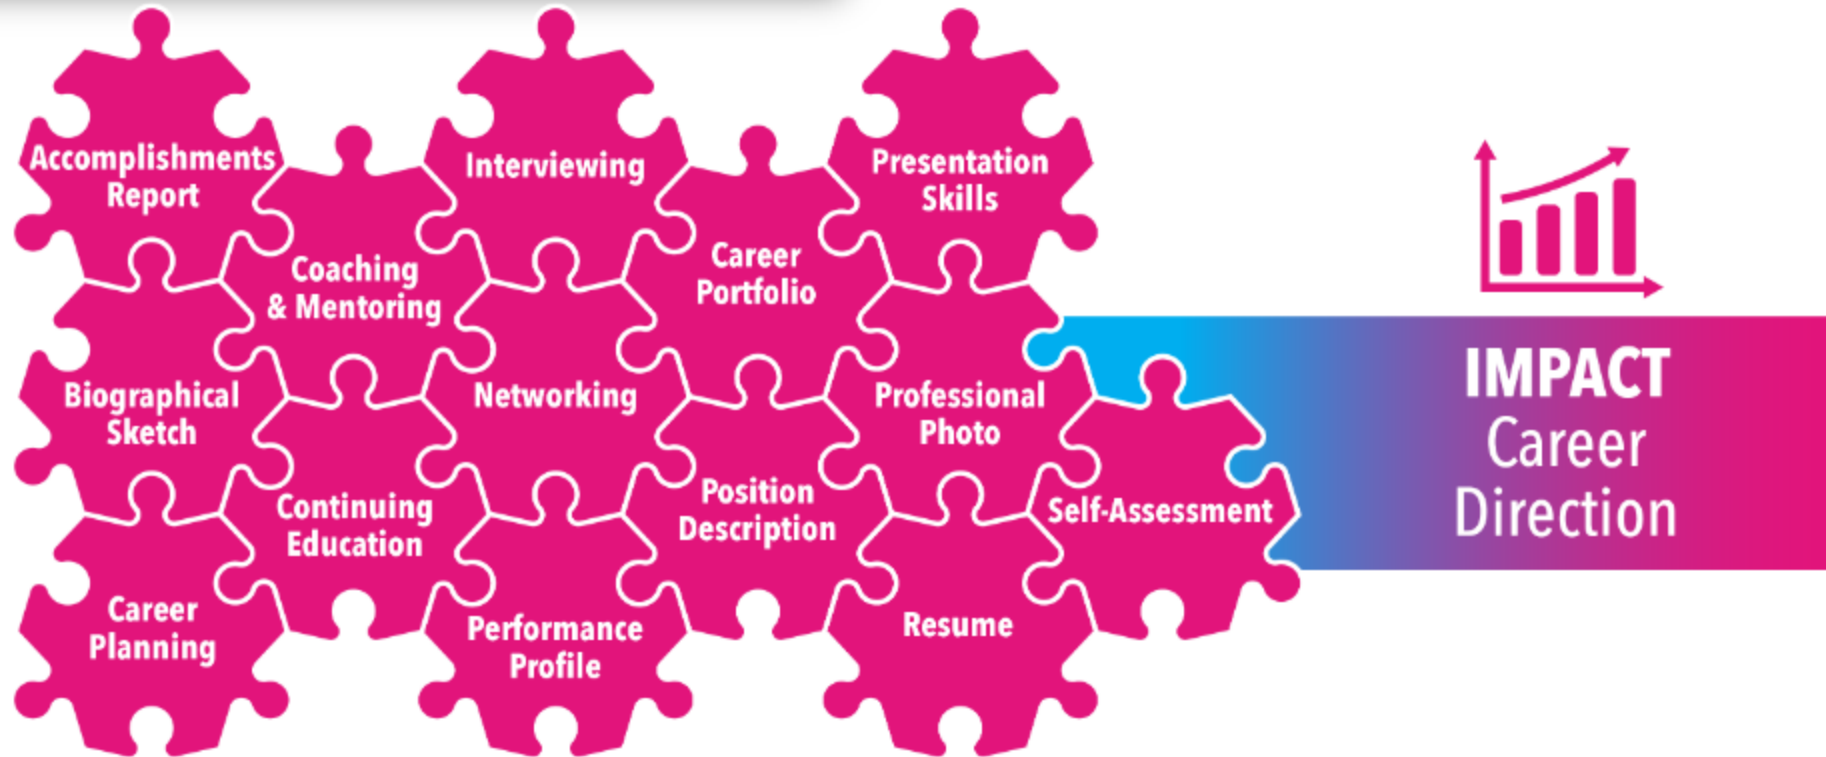 Accomplishments
Report
Biographical
Sketch
Career
Planning
Coaching
& Mentoring
Continuing
Education
Interviewing
Networking
Performance
Profile
Career
Portfolio
Position
Description
Presentation
Skills
Professional
Photo
Resume
Self-Assessment
IMPACT
Career
Direction